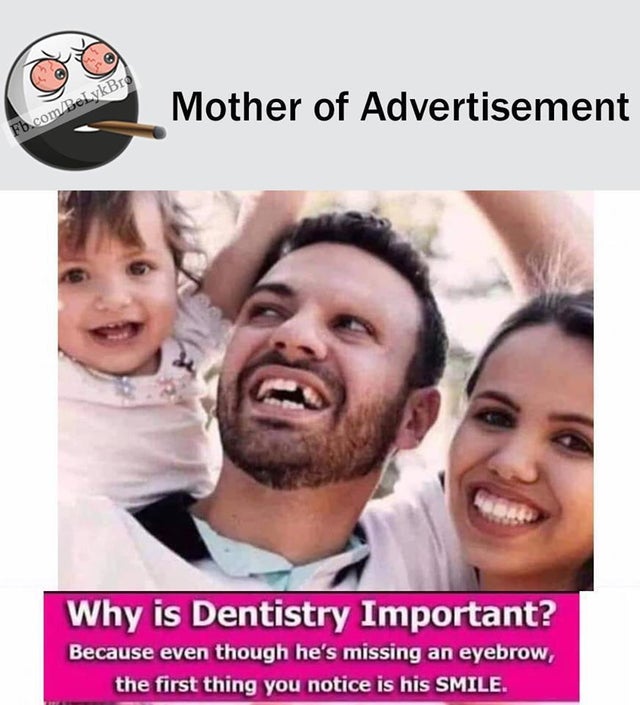 Fb.com/BeLykBro
Mother of Advertisement
Why is Dentistry Important?
Because even though he's missing an eyebrow,
the first thing you notice is his SMILE.